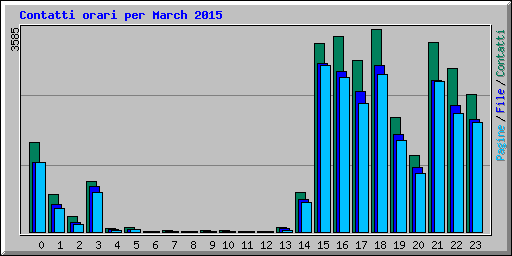 Contatti orari per March 2015
3585
Pagine / File / Contatti
0 1 2 3 4 5 6 7 8 9 10 11 12 13 14 15 16 17 18 19 20 21 22 23